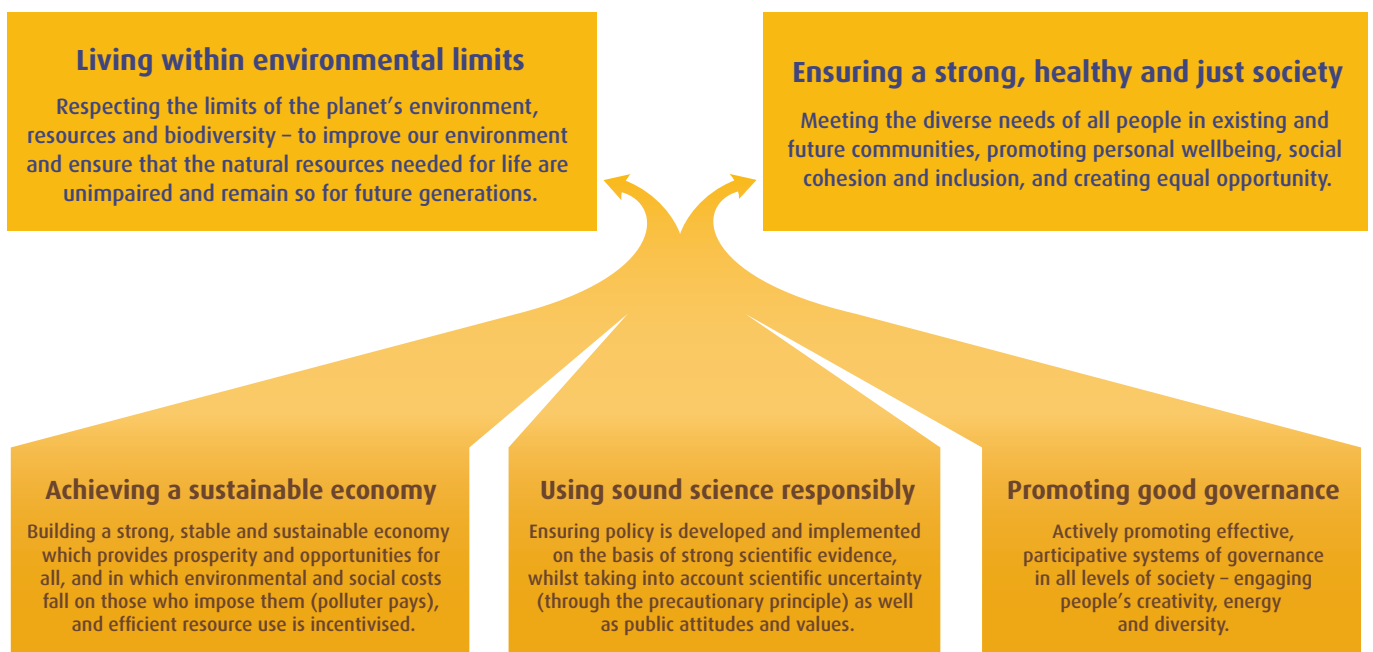 Living within environmental limits
Respecting the limits of the planet’s environment,
resources and biodiversity – to improve our environment
and ensure that the natural resources needed for life are
unimpaired and remain so for future generations.
Ensuring a strong, healthy and just society
Meeting the diverse needs of all people in existing and
future communities, promoting personal wellbeing, social
cohesion and inclusion, and creating equal opportunity.
Achieving a sustainable economy
Building a strong, stable and sustainable economy
which provides prosperity and opportunities for
all, and in which environmental and social costs
fall on those who impose them (polluter pays),
and efficient resource use is incentivised.
Using sound science responsibly
Ensuring policy is developed and implemented
on the basis of strong scientific evidence,
whilst taking into account scientific uncertainty
(through the precautionary principle) as well
as public attitudes and values.
Promoting good governance
Actively promoting effective,
participative systems of governance
in all levels of society – engaging
people’s creativity, energy
and diversity.